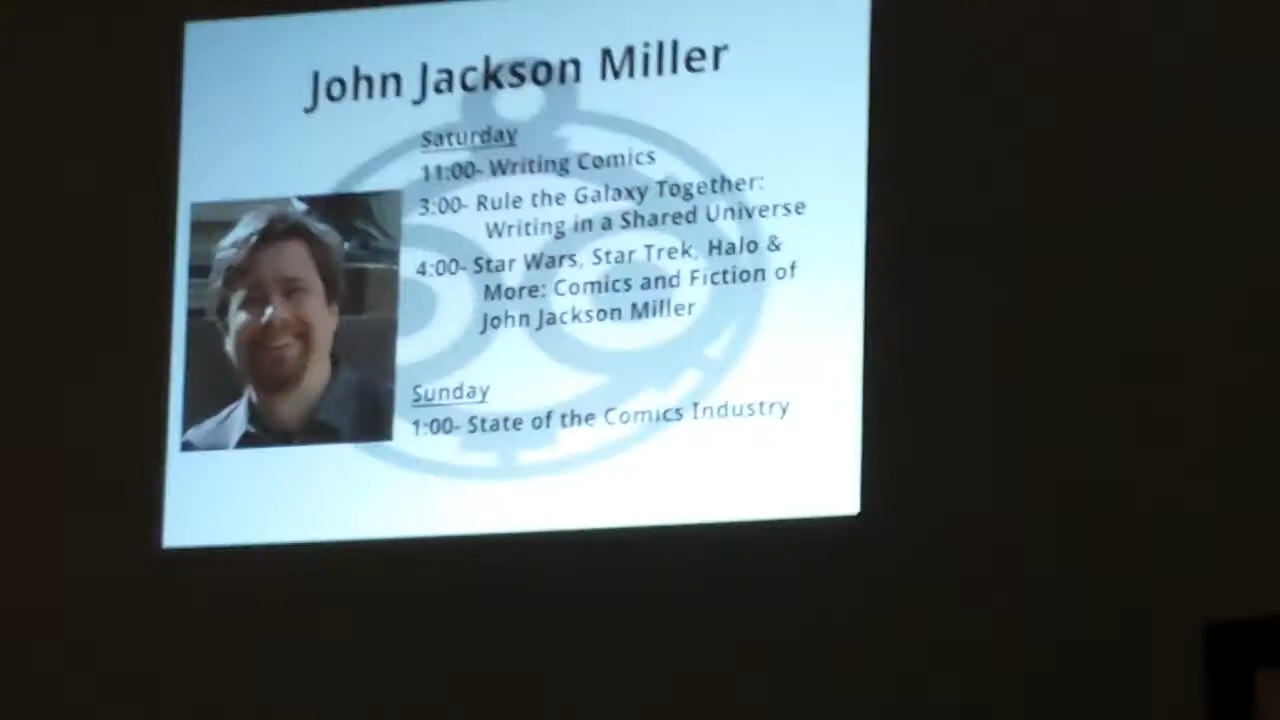 John Jackson Miller
Saturday
11:00- Writing Comics
3:00- Rule the Galaxy Together:
Writing in a Shared Universe
4:00- Star Wars, Star Trek, Halo &
More: Comics and Fiction of
John Jackson Miller
Sunday
1:00- State of the Comics Industry